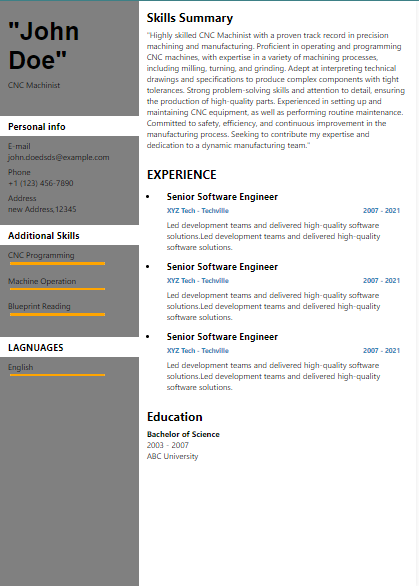 "John
Doe"
CNC Machinist
Personal info
E-mail
john.doedsds@example.com
Phone
+1 (123) 456-7890
Address
new Address,12345
Additional Skills
CNC Programming
Machine Operation
Blueprint Reading
LAGNUAGES
English
Skills Summary
"Highly skilled CNC Machinist with a proven track record in precision
machining and manufacturing. Proficient in operating and programming
CNC machines, with expertise in a variety of machining processes,
including milling, turning, and grinding. Adept at interpreting technical
drawings and specifications to produce complex components with tight
tolerances. Strong problem-solving skills and attention to detail, ensuring
the production of high-quality parts. Experienced in setting up and
maintaining CNC equipment, as well as performing routine maintenance.
Committed to safety, efficiency, and continuous improvement in the
manufacturing process. Seeking to contribute my expertise and
dedication to a dynamic manufacturing team."
EXPERIENCE
• Senior Software Engineer
XYZ Tech - Techville 2007 - 2021
Led development teams and delivered high-quality software
solutions.Led development teams and delivered high-quality
software solutions.
• Senior Software Engineer
XYZ Tech - Techville 2007 - 2021
Led development teams and delivered high-quality software
solutions.Led development teams and delivered high-quality
software solutions.
• Senior Software Engineer
XYZ Tech - Techville 2007 - 2021
Led development teams and delivered high-quality software
solutions.Led development teams and delivered high-quality
software solutions.
Education
Bachelor of Science
2003 - 2007
ABC University